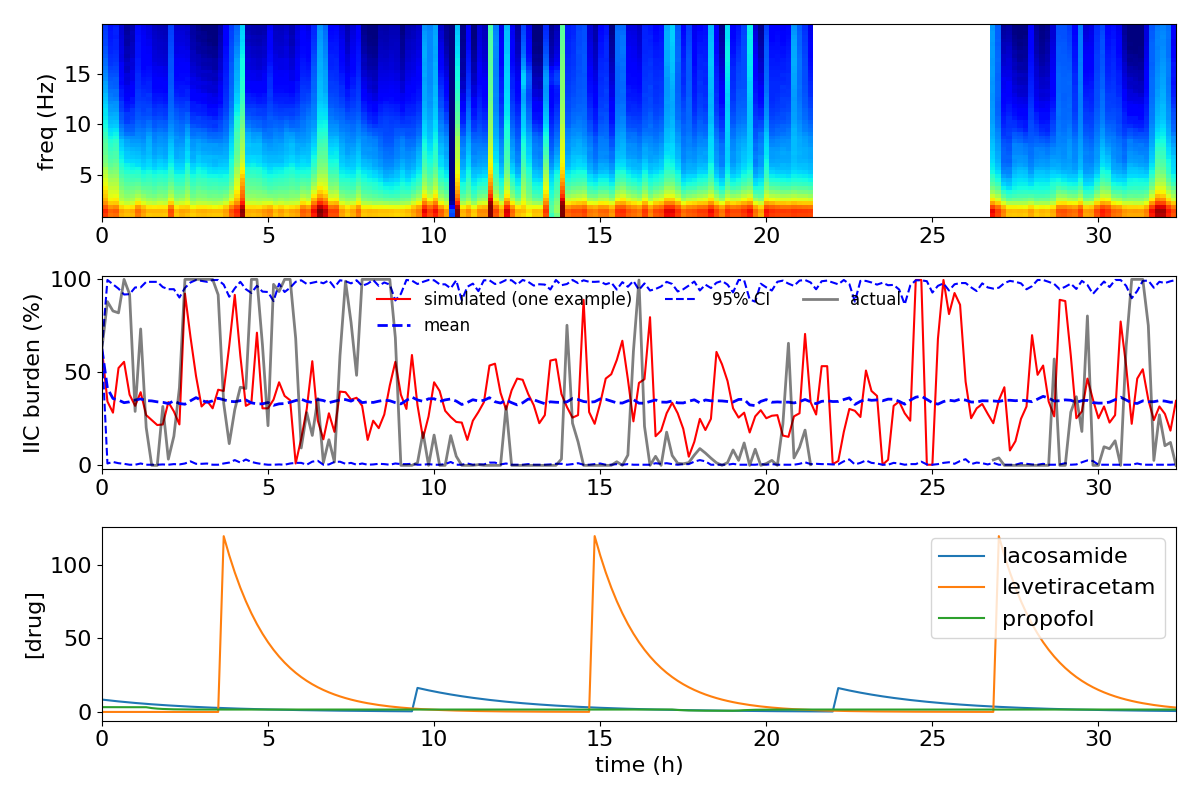 freq (Hz)
15
10
5
0 5 10 15 20 25 30
IIC burden (%)
100
50
0
simulated (one example) 95% CI actual
mean
0 5 10 15 20 25 30
[drug]
100
50
0
lacosamide
levetiracetam
propofol
0 5 10 15 20 25 30
time (h)